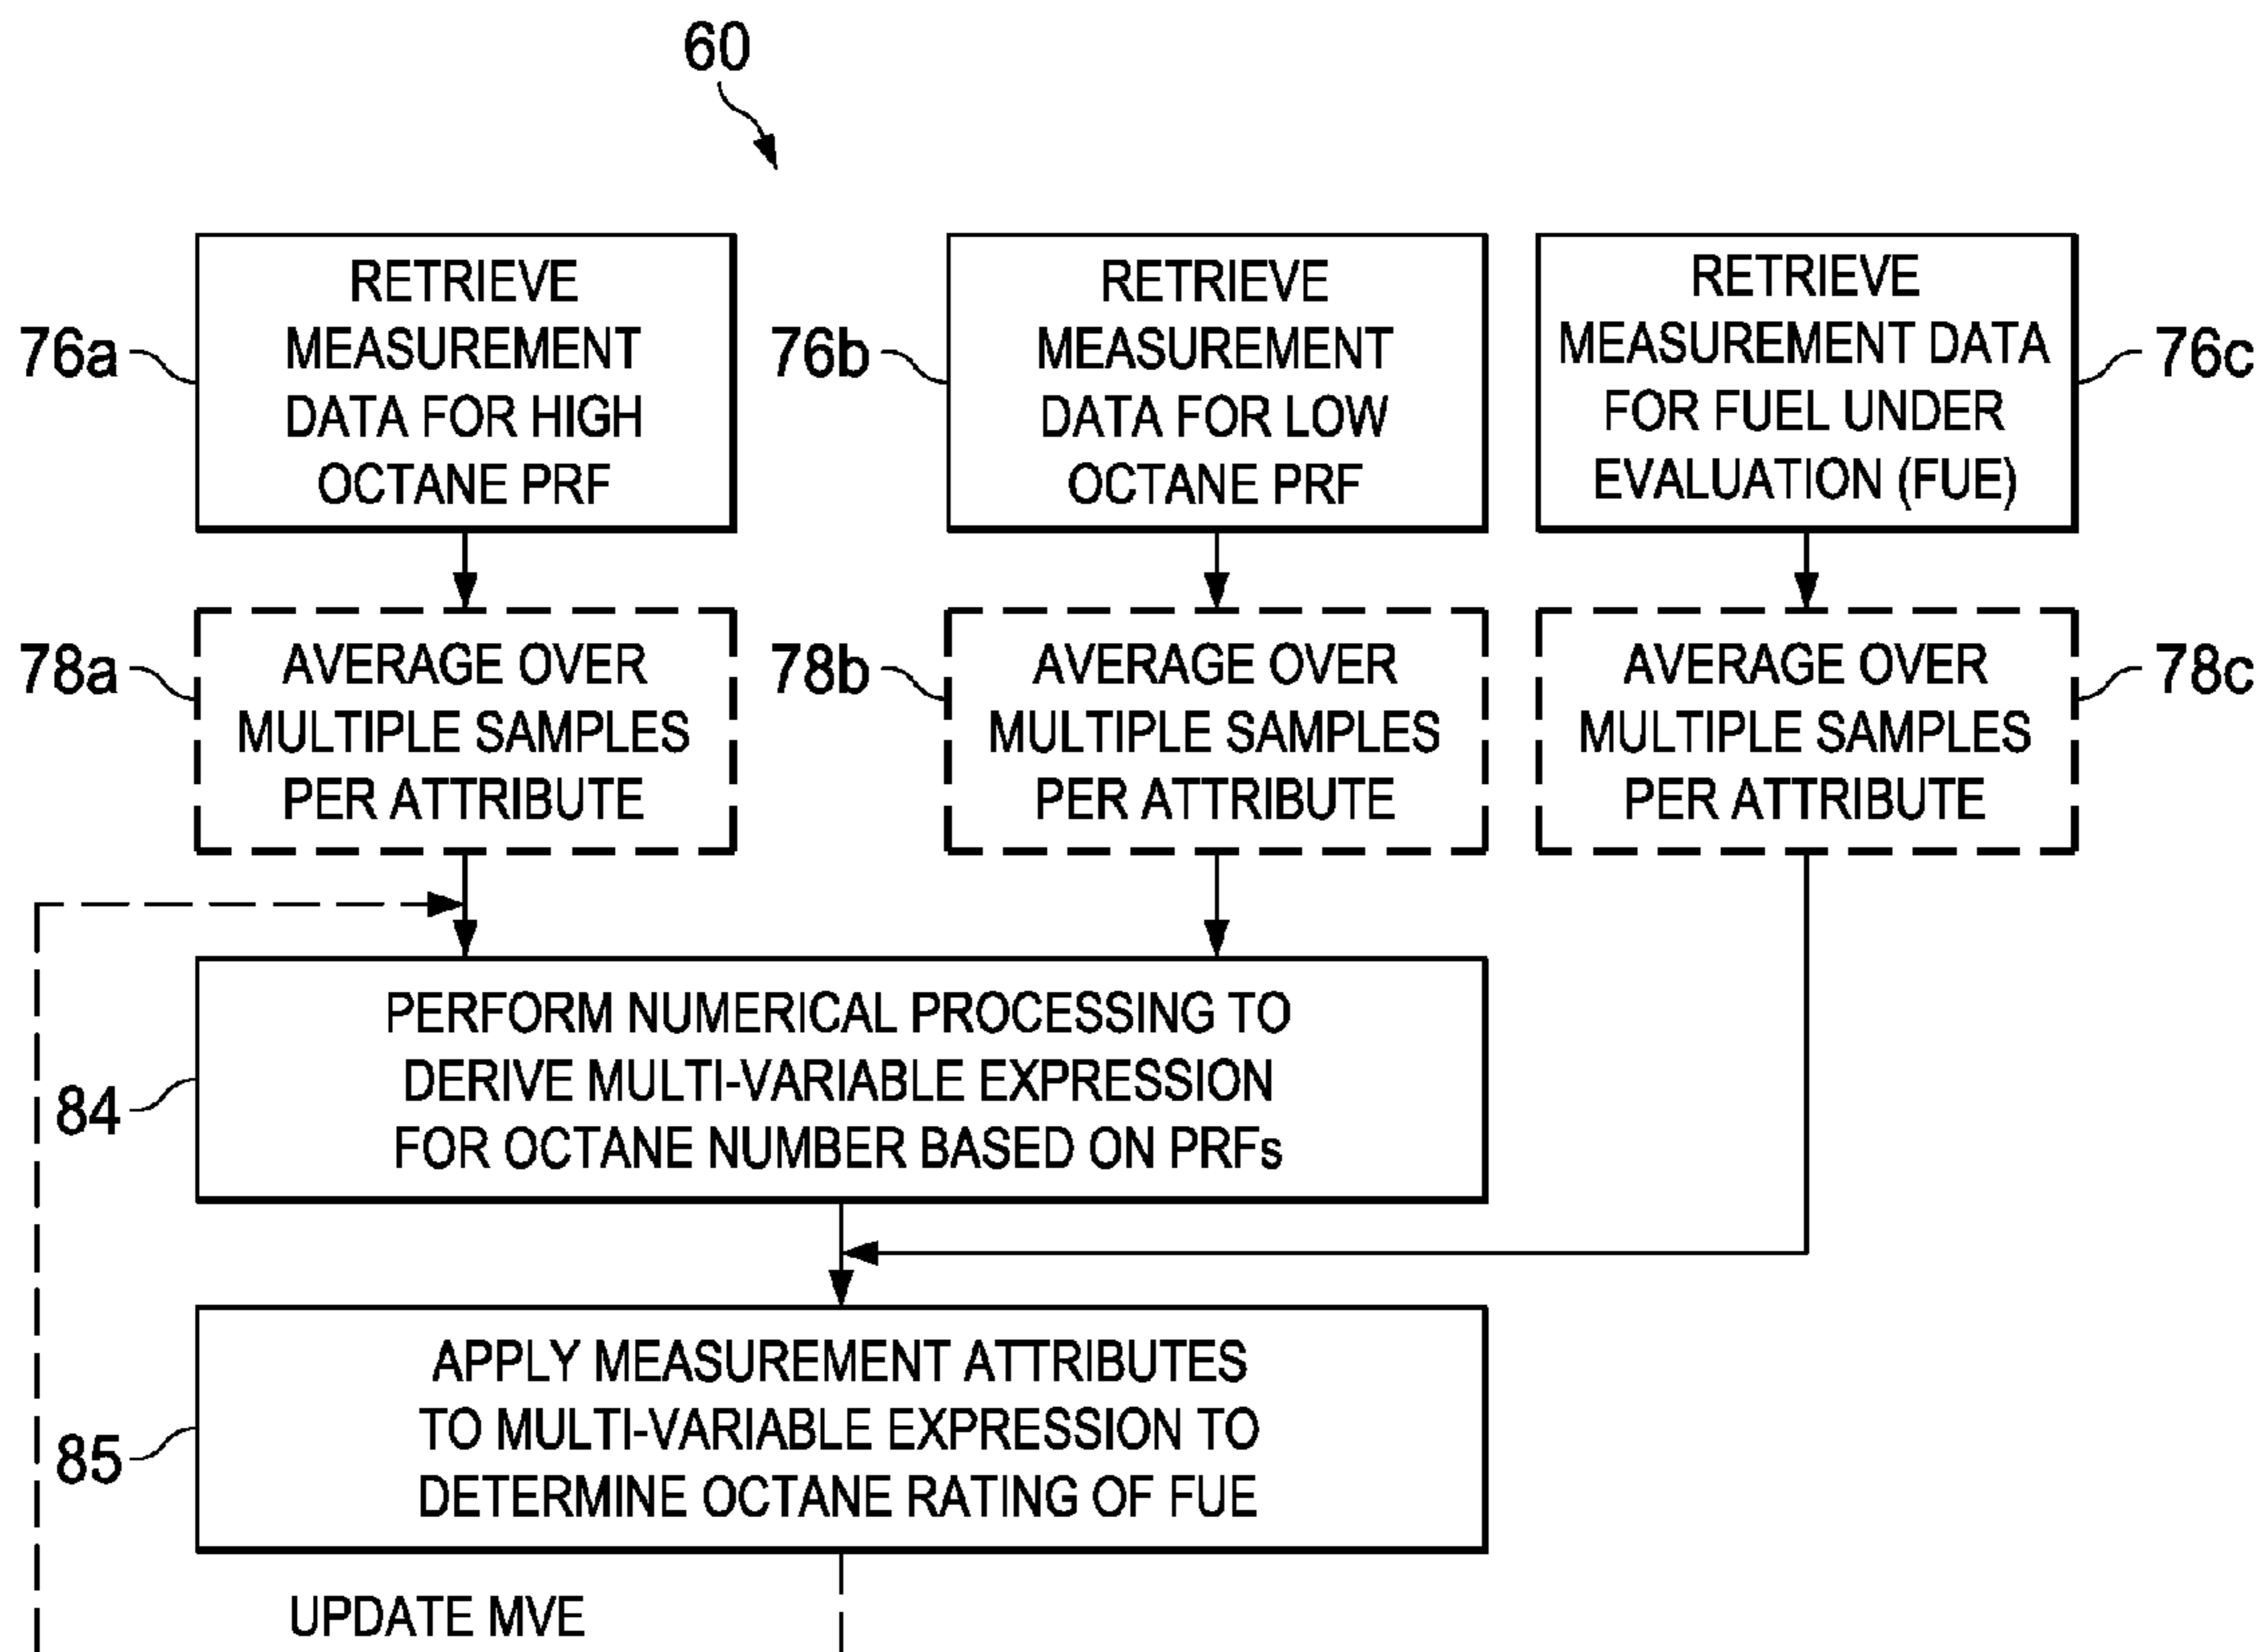 60
76a
RETRIEVE
MEASUREMENT
DATA FOR HIGH
OCTANE PRF
76b
RETRIEVE
MEASUREMENT
DATA FOR LOW
OCTANE PRF
RETRIEVE
MEASUREMENT DATA
FOR FUEL UNDER
EVALUATION (FUE)
76c
78a
AVERAGE OVER
MULTIPLE SAMPLES
PER ATTRIBUTE
78b
AVERAGE OVER
MULTIPLE SAMPLES
PER ATTRIBUTE
AVERAGE OVER
MULTIPLE SAMPLES
PER ATTRIBUTE
78c
84
PERFORM NUMERICAL PROCESSING TO
DERIVE MULTI-VARIABLE EXPRESSION
FOR OCTANE NUMBER BASED ON PRFs
85
APPLY MEASUREMENT ATTRIBUTES
TO MULTI-VARIABLE EXPRESSION TO
DETERMINE OCTANE RATING OF FUE
UPDATE MVE